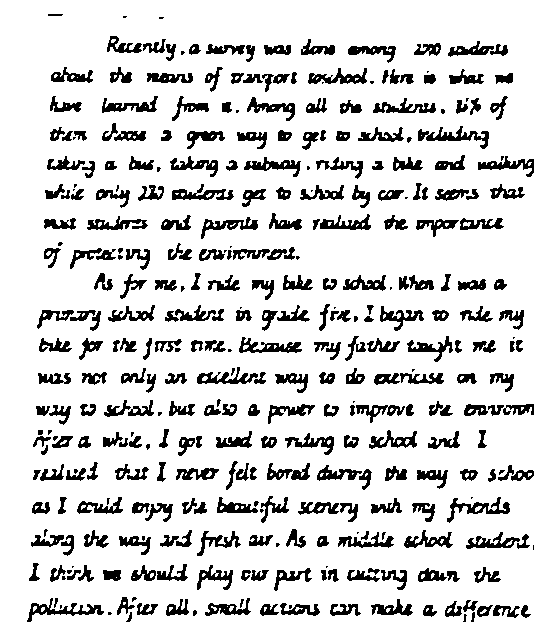 Recently, a survey was done among 2200 students
about the means of transport toschool. Here is what we
have learned from it. Among all the students, of
them choose a green way to get to school, including
taking a bus, taking a subway, riding a bike and walking
while only 220 students get to school by car. It seems that
most students and parents have realized the importance
of protecting the environment.
As for me, I ride my bike to school. When I was a
primary school student in grade five, I began to ride my
bike for the first time. Because my father taught me it
was not only an excellent way to do exericise on my
way to school, but also a power to improve the environm
After a while, I got used to riding to school and I
realized that I never felt bored during the way to schoo
as I could enjoy the beautiful scenery with my friends
along the way and fresh air. As a middle school student,
I think we should play our part in cutting down the
pollution. After all, small actions can make a difference